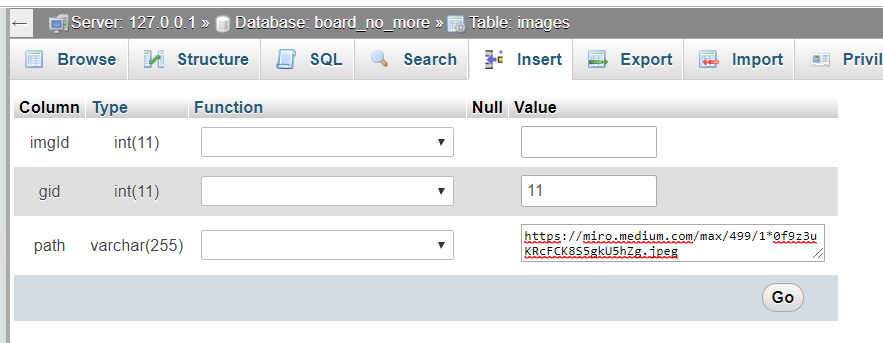 Server: 127.0.0.1 » Database: board_no_more » Table: images
Browse Structure SQL Search Insert Export Import Privil
Column Type Function Null Value
imgId int(11)
gid int(11) 11
path varchar(255) https://miro.medium.com/max/499/1*0f9z3u
KRcFCK8S5gkU5hZg.jpeg
Go